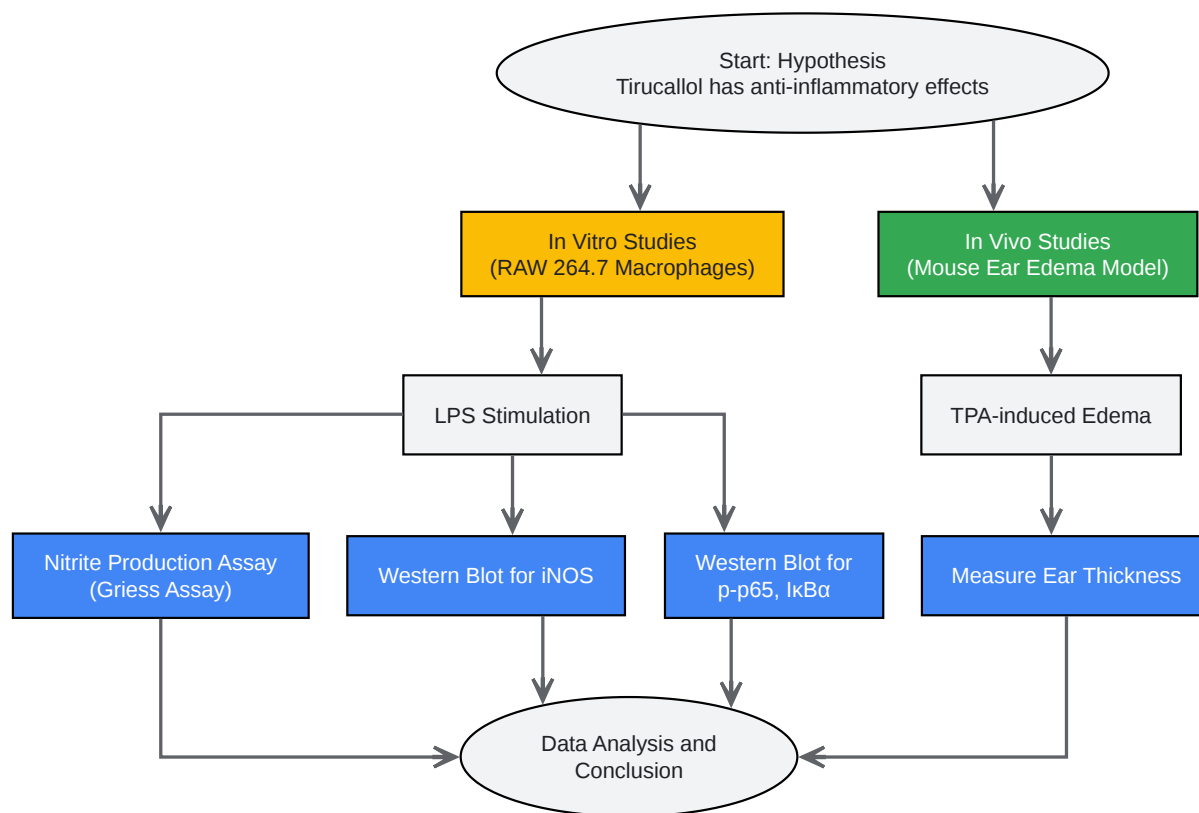 Start: Hypothesis
Tirucallol has anti-inflammatory effects
In Vitro Studies
(RAW 264.7 Macrophages)
In Vivo Studies
(Mouse Ear Edema Model)
LPS Stimulation
TPA-induced Edema
Nitrite Production Assay
(Griess Assay)
Western Blot for iNOS
Western Blot for
p-p65, IκBα
Measure Ear Thickness
Data Analysis and
Conclusion